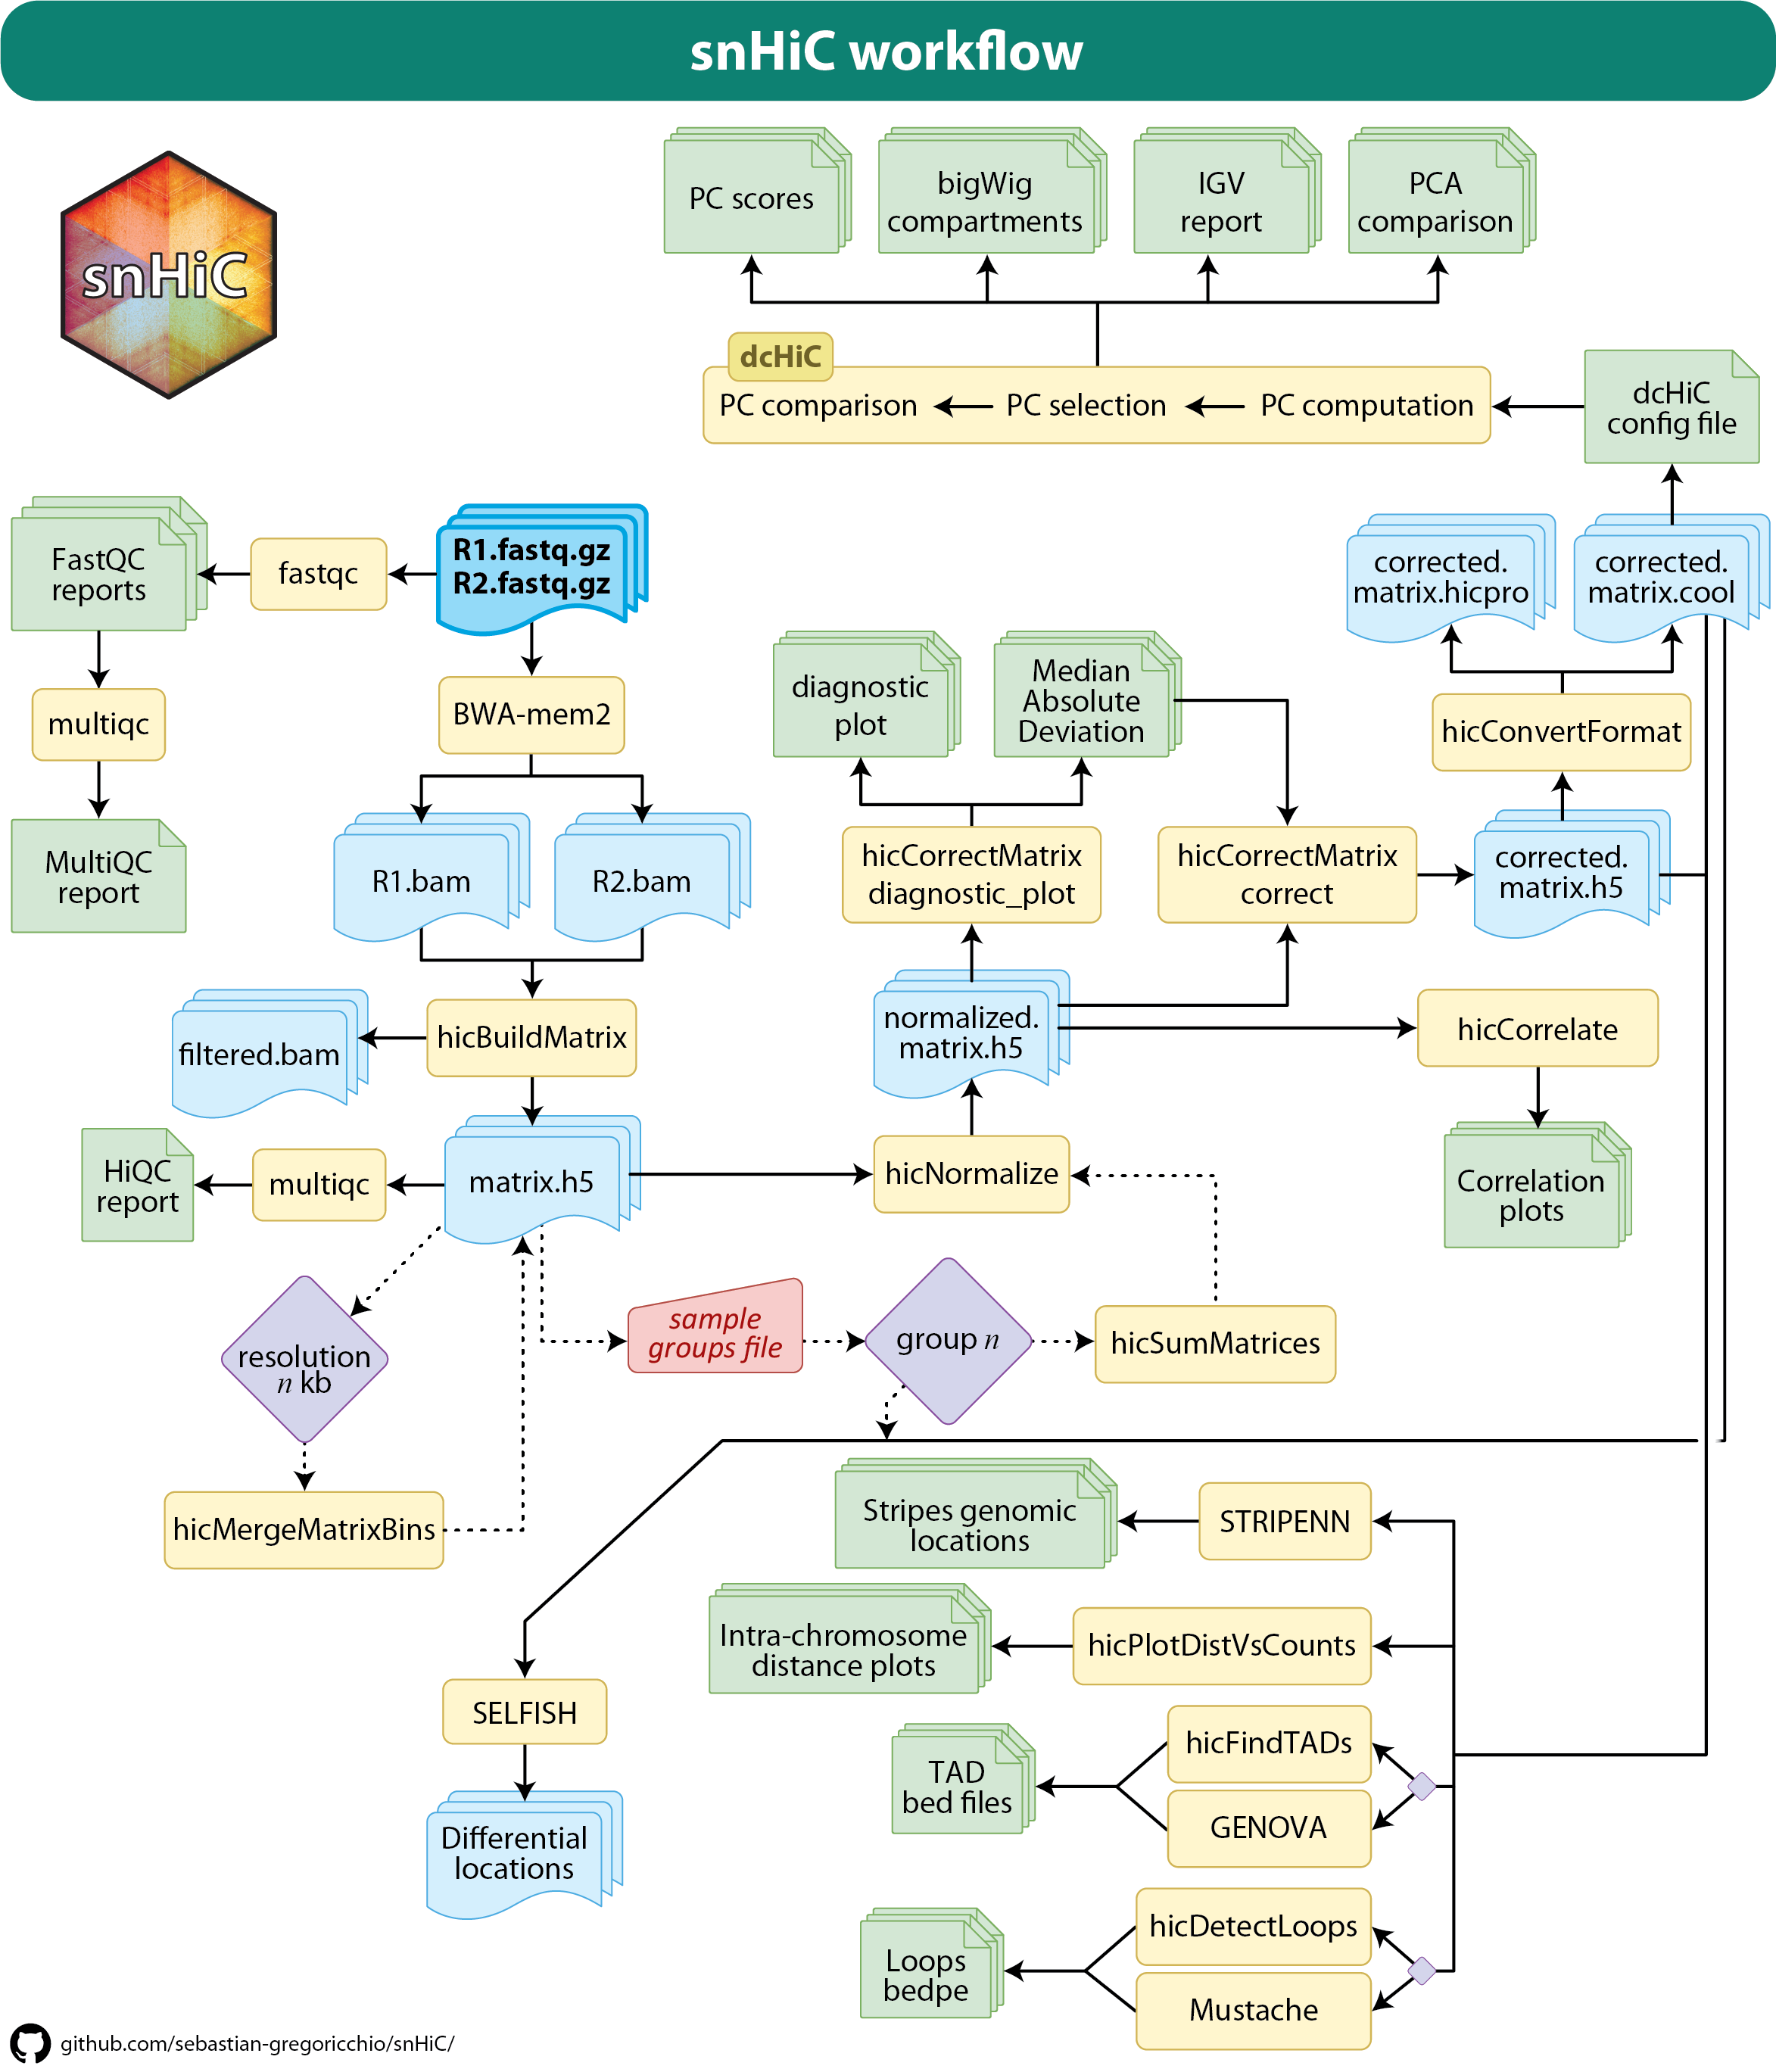 snHiC workflow
snHiC
PC scores
bigWig
compartments
IGV
report
PCA
comparison
dcHiC
PC comparison
PC selection
PC computation
dcHiC
config file
FastQC
reports
fastqc
R1.fastq.gz
R2.fastq.gz
corrected.
matrix.hicpro
corrected.
matrix.cool
multiqc
BWA-mem2
diagnostic
plot
Median
Absolute
Deviation
hicConvertFormat
MultiQC
report
R1.bam
R2.bam
hicCorrectMatrix
diagnostic_plot
hicCorrectMatrix
correct
corrected.
matrix.h5
filtered.bam
hicBuildMatrix
normalized.
matrix.h5
hicCorrelate
HiQC
report
multiqc
matrix.h5
hicNormalize
Correlation
plots
resolution
n kb
sample
groups file
group n
hicSumMatrices
hicMergeMatrixBins
Stripes genomic
locations
STRIPENN
Intra-chromosome
distance plots
hicPlotDistVsCounts
SELFISH
TAD
bed files
hicFindTADs
GENOVA
Differential
locations
Loops
bedpe
hicDetectLoops
Mustache
github.com/sebastian-gregoricchio/snHiC/